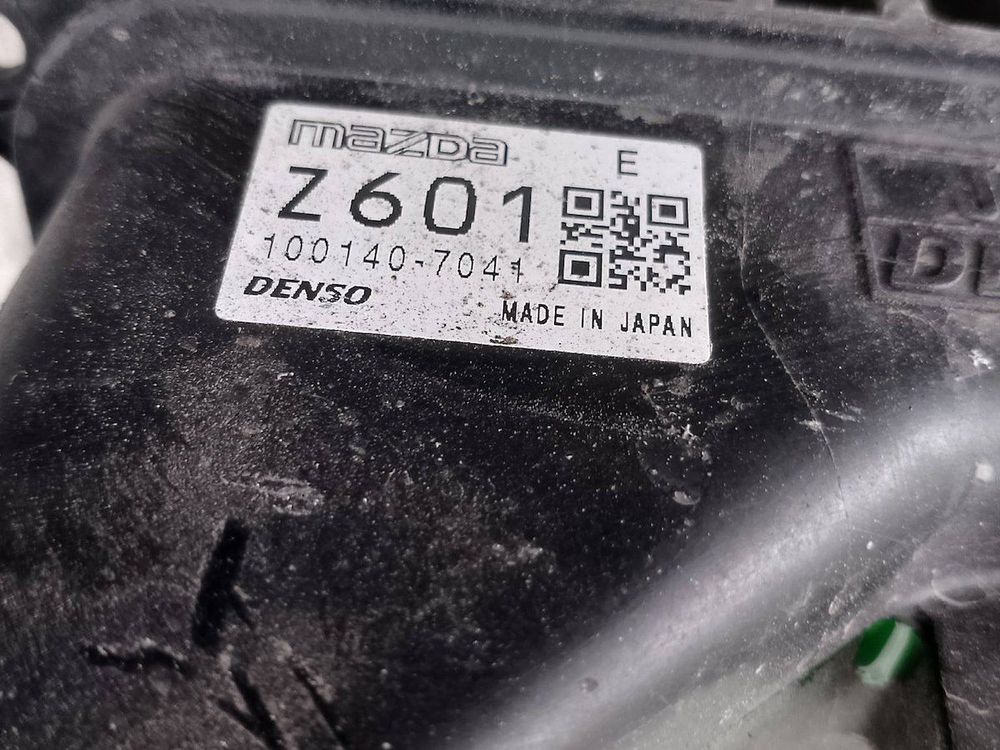 mazda
E
Z601
100140-7041
DENSO
MADE IN JAPAN